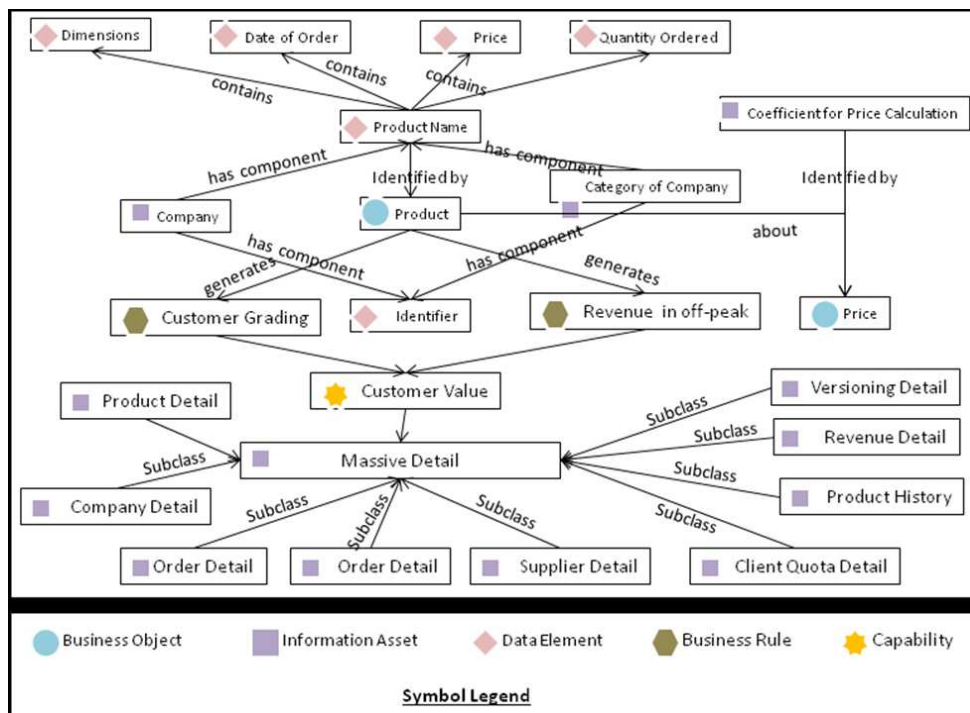 Dimensions
Date of Order
Price
Quantity Ordered
contains
contains
contains
Product Name
Coefficient for Price Calculation
has component
has component
Identified by
Identified by
Category of Company
Company
Product
about
has component
has component
generates
generates
Customer Grading
Identifier
Revenue in off-peak
Price
Customer Value
Product Detail
Versioning Detail
Subclass
Subclass
Revenue Detail
Massive Detail
Subclass
Subclass
Company Detail
Product History
Subclass
Subclass
Subclass
Subclass
Order Detail
Order Detail
Supplier Detail
Client Quota Detail
Business Object
Information Asset
Data Element
Business Rule
Capability
Symbol Legend